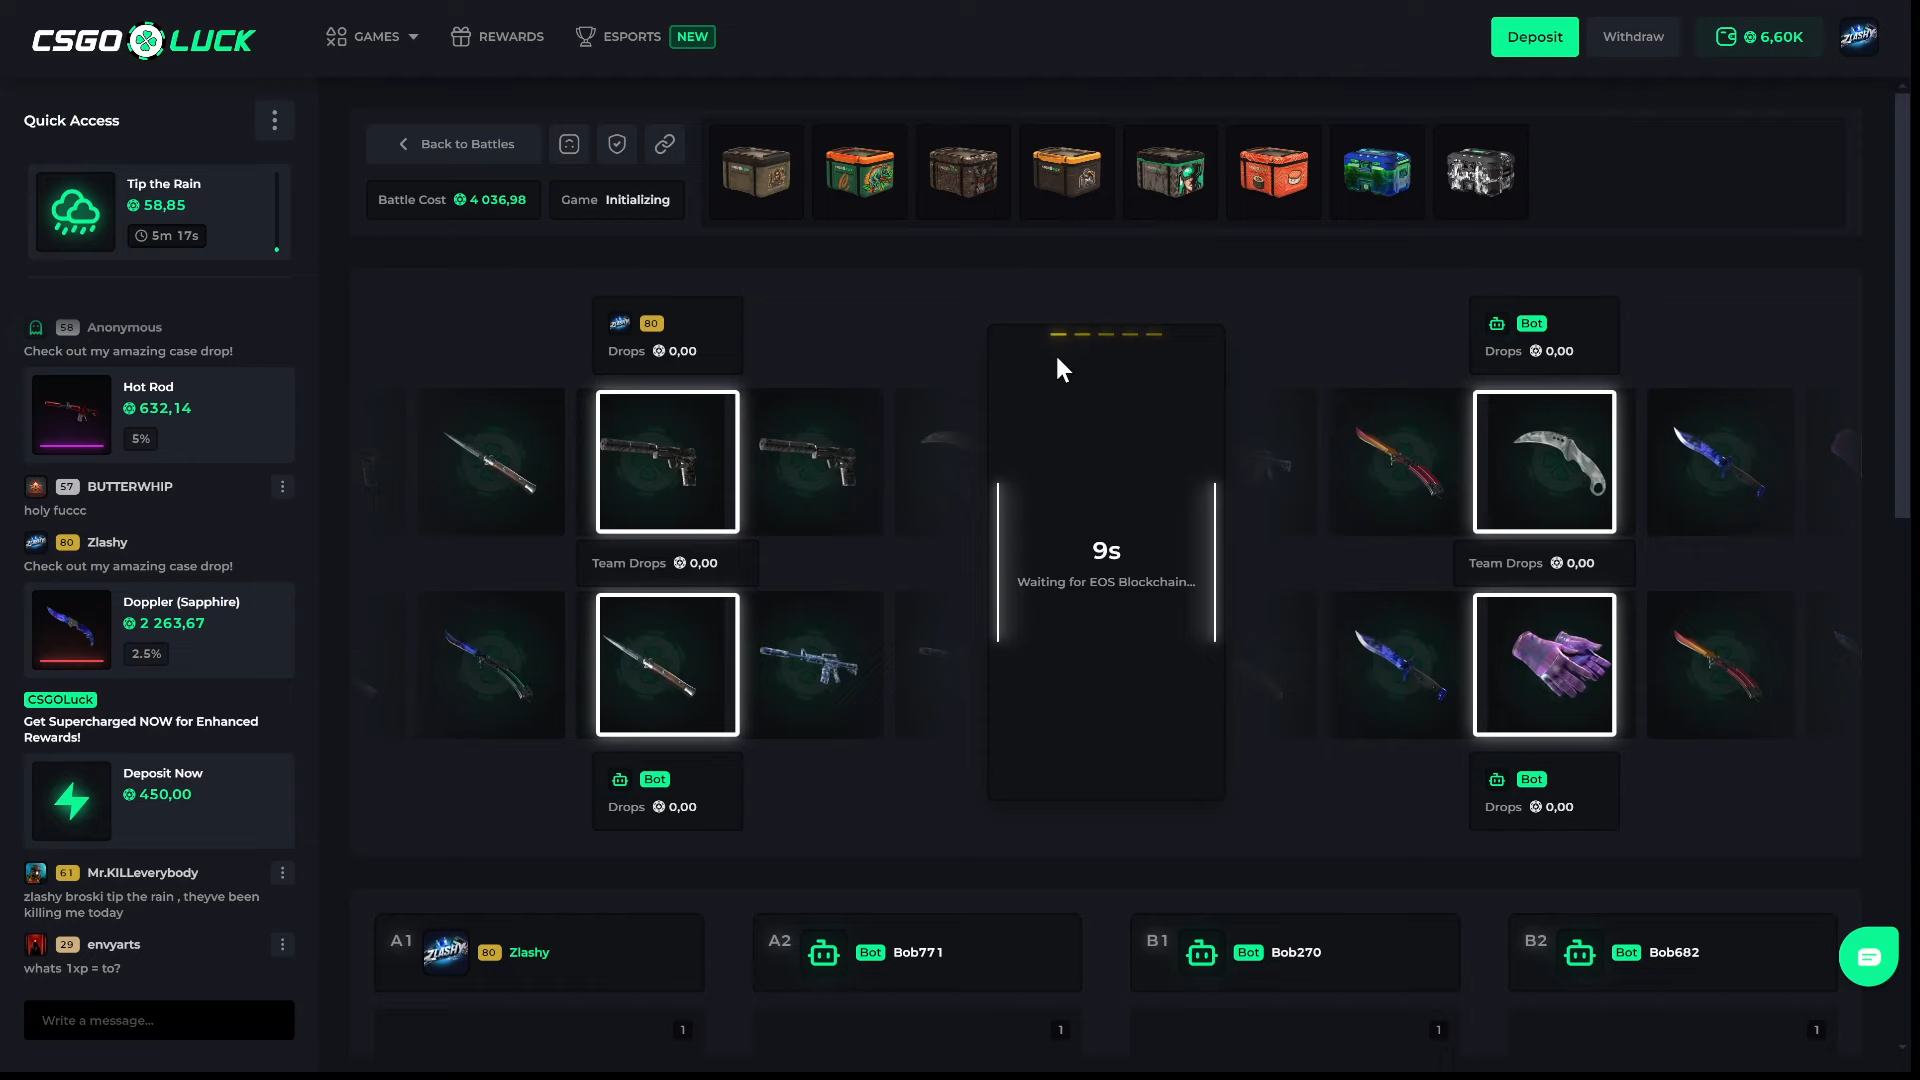 CSGO LUCK
GAMES
REWARDS
ESPORTS NEW
Deposit
Withdraw
6,60K
ZLASHY
Quick Access
Tip the Rain
58,85
5m 17s
58 Anonymous
Check out my amazing case drop!
Hot Rod
632,14
5%
57 BUTTERWHIP
holy fuccc
80 Zlashy
Check out my amazing case drop!
Doppler (Sapphire)
2 263,67
2.5%
CSGOLuck
Get Supercharged NOW for Enhanced
Rewards!
Deposit Now
450,00
61 Mr.KILLeverybody
zlashy broski tip the rain , theyve been
killing me today
29 envyarts
whats 1xp = to?
Write a message...
Back to Battles
Battle Cost 4 036,98
Game Initializing
80
Drops 0,00
Bot
Drops 0,00
Team Drops 0,00
9s
Waiting for EOS Blockchain...
Team Drops 0,00
Bot
Drops 0,00
Bot
Drops 0,00
A1 ZLASHY 80 Zlashy
A2 Bot Bob771
B1 Bot Bob270
B2 Bot Bob682
1
1
1
1